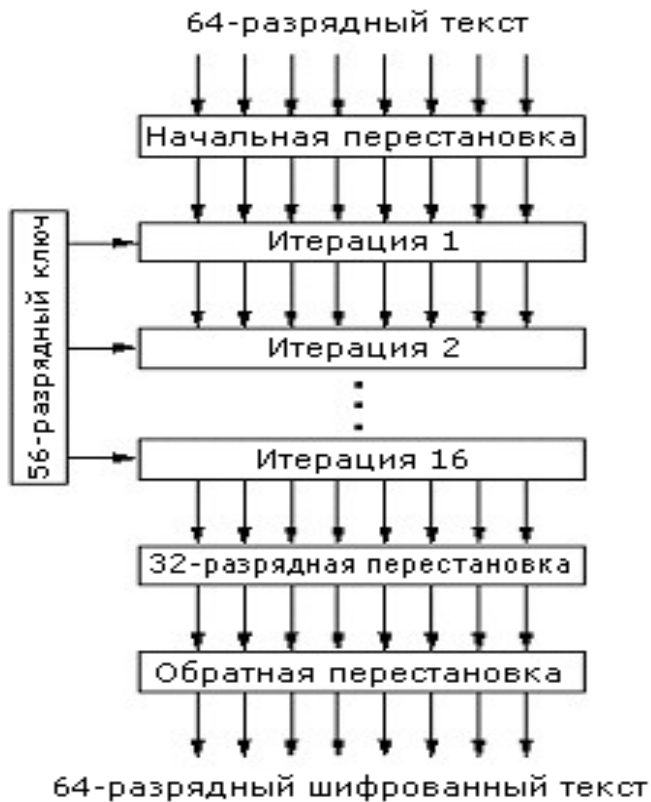 64-разрядный текст
Начальная перестановка
56-разрядный ключ
Итерация 1
Итерация 2
Итерация 16
32-разрядная перестановка
Обратная перестановка
64-разрядный шифрованный текст